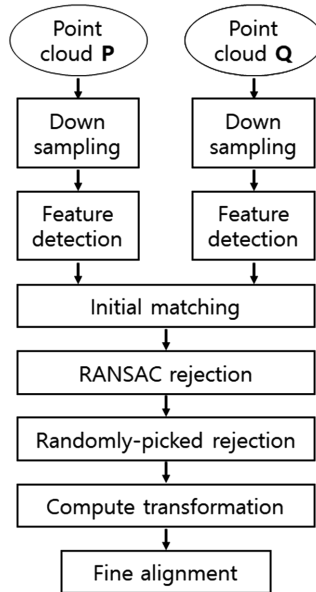 Point
cloud P
Point
cloud Q
Down
sampling
Down
sampling
Feature
detection
Feature
detection
Initial matching
RANSAC rejection
Randomly-picked rejection
Compute transformation
Fine alignment